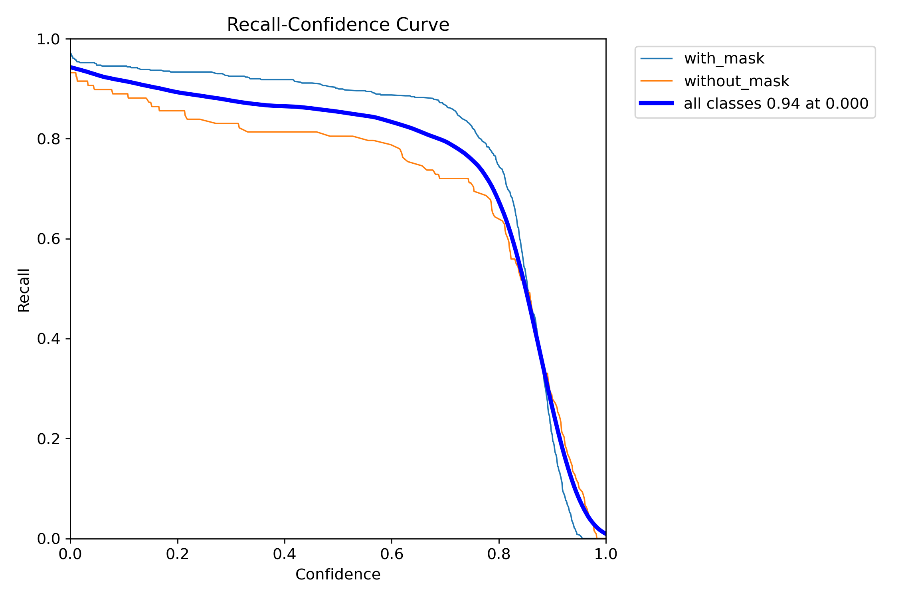 Recall-Confidence Curve
1.0
0.8
0.6
0.4
0.2
0.0
Recall
0.0 0.2 0.4 0.6 0.8 1.0
Confidence
with_mask
without_mask
all classes 0.94 at 0.000